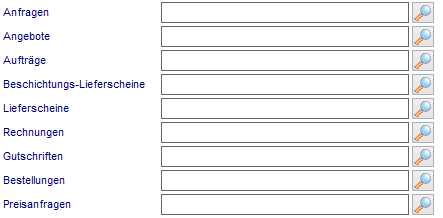 Anfragen
Angebote
Aufträge
Beschichtungs-Lieferscheine
Lieferscheine
Rechnungen
Gutschriften
Bestellungen
Preisanfragen